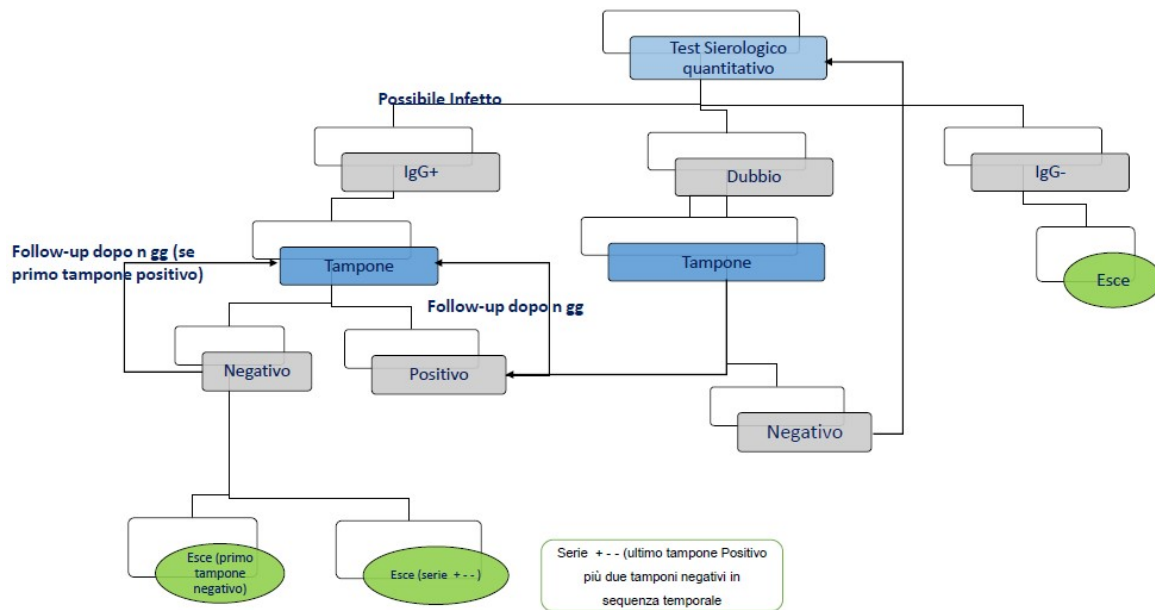 Test Sierologico
quantitativo
Possibile Infetto
IgG+
Dubbio
IgG-
Follow-up dopo n gg (se
primo tampone positivo)
Tampone
Tampone
Esce
Follow-up dopo n gg
Negativo
Positivo
Negativo
Esce (primo
tampone
negativo)
Esce (serie + - - )
Serie + - - (ultimo tampone Positivo
più due tamponi negativi in
sequenza temporale